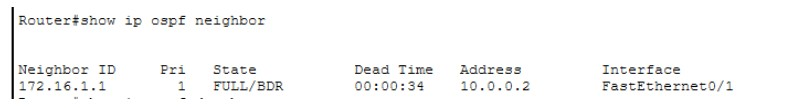 Router#show ip ospf neighbor
Neighbor ID Pri State Dead Time Address Interface
172.16.1.1 1 FULL/BDR 00:00:34 10.0.0.2 FastEthernet0/1